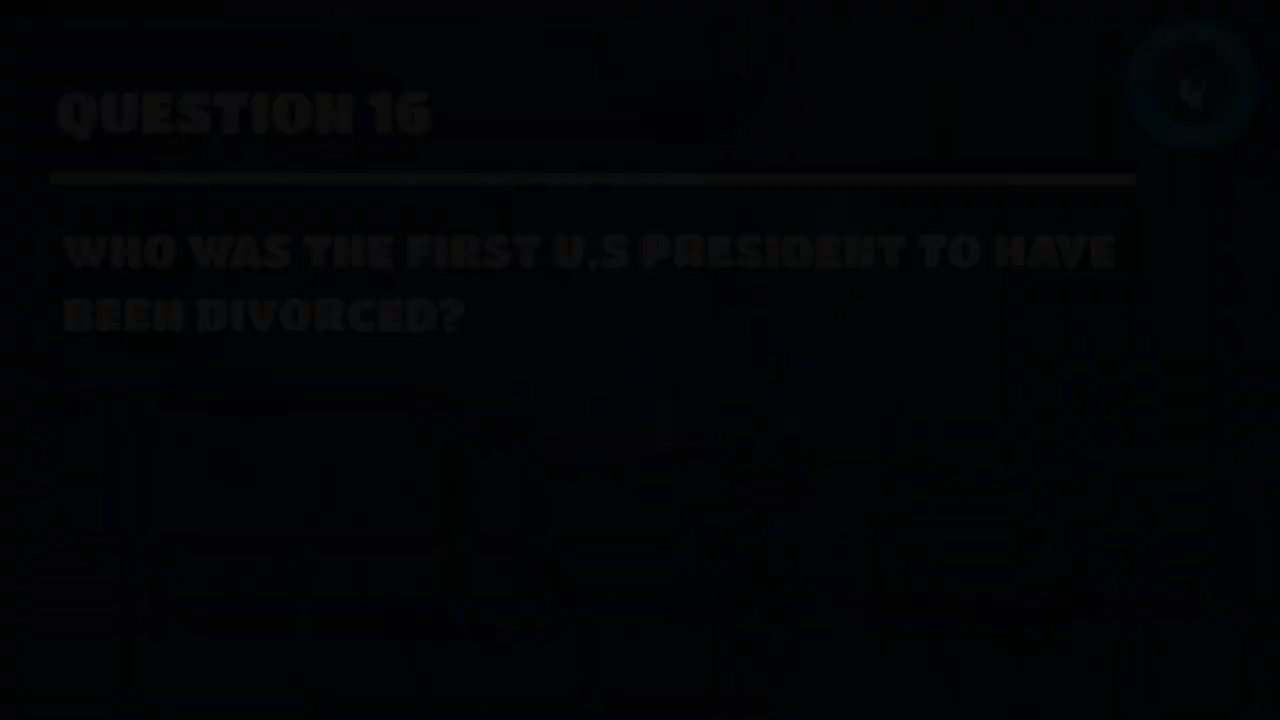 QUESTION 16
WHO WAS THE FIRST U.S PRESIDENT TO HAVE
BEEN DIVORCED?